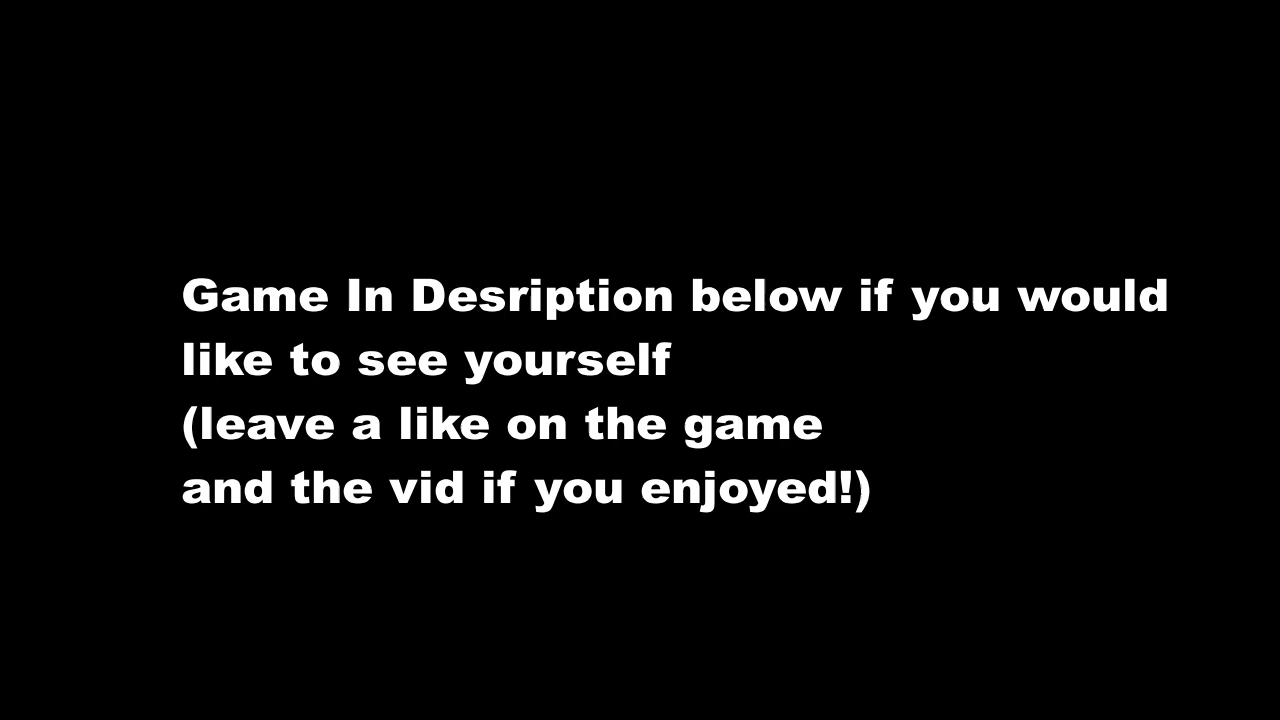 Game In Desription below if you would
like to see yourself
(leave a like on the game
and the vid if you enjoyed!)